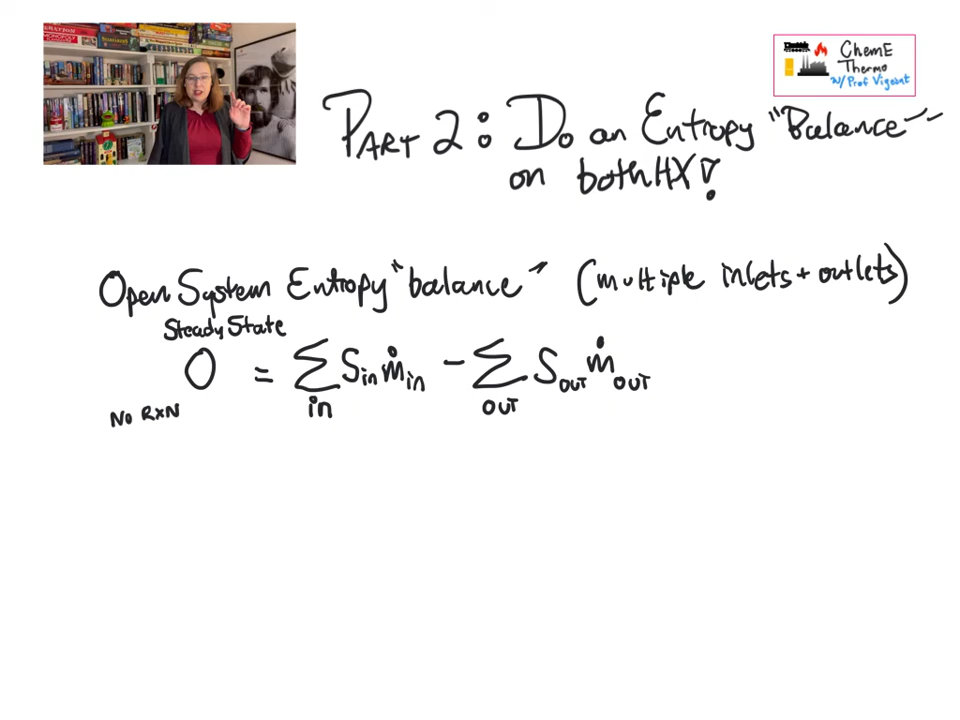 ChemE
Thermo
w/ Prof Vigeant
PART 2: Do an Entropy "Balance"
on both HX!
Open System Entropy "balance" (multiple inlets + outlets)
Steady State
0 = ∑ Sin ṁin - ∑ SOUT ṁOUT
in OUT
No RXN